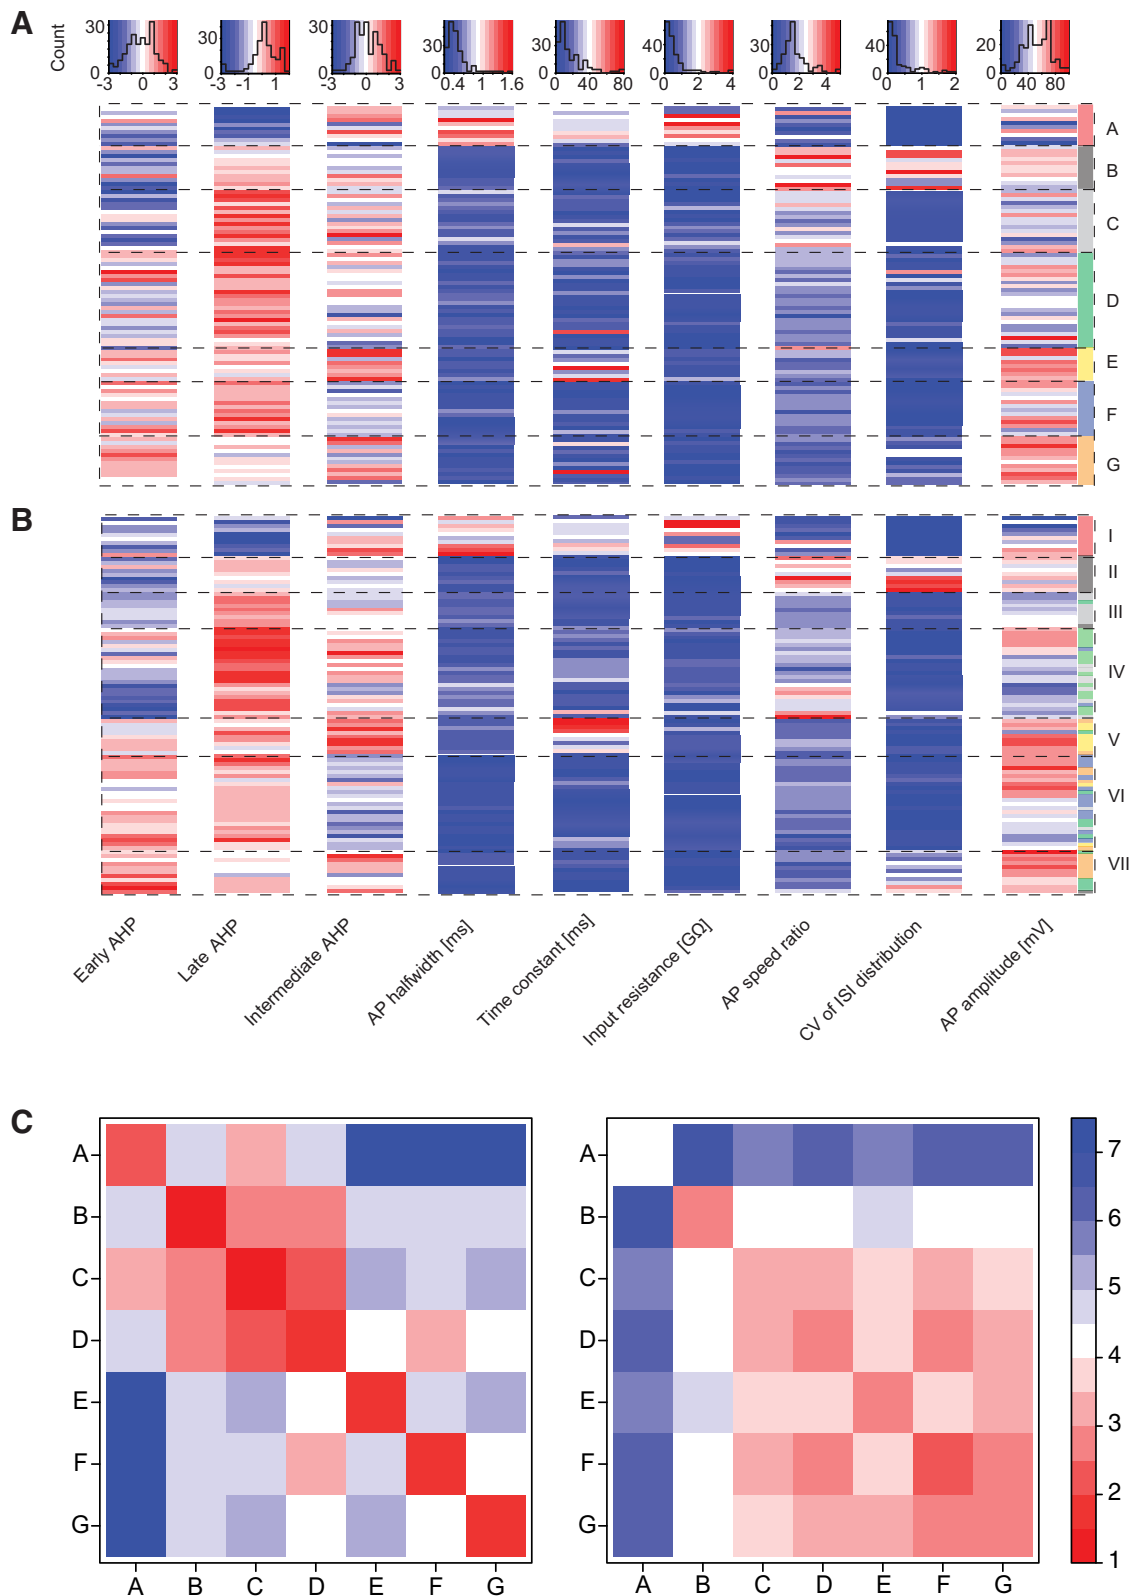 A
Count
30
0
-3 0 3
30
0
-3 -1 1
30
0
-3 0 3
30
0
0.4 1 1.6
30
0
0 40 80
40
0
0 2 4
30
0
0 2 4
40
0
0 1 2
20
0
0 40 80
A
B
C
D
E
F
G
B
I
II
III
IV
V
VI
VII
Early AHP
Late AHP
Intermediate AHP
AP halfwidth [ms]
Time constant [ms]
Input resistance [GΩ]
AP speed ratio
CV of ISI distribution
AP amplitude [mV]
C
A
B
C
D
E
F
G
A B C D E F G
A
B
C
D
E
F
G
A B C D E F G
7
6
5
4
3
2
1